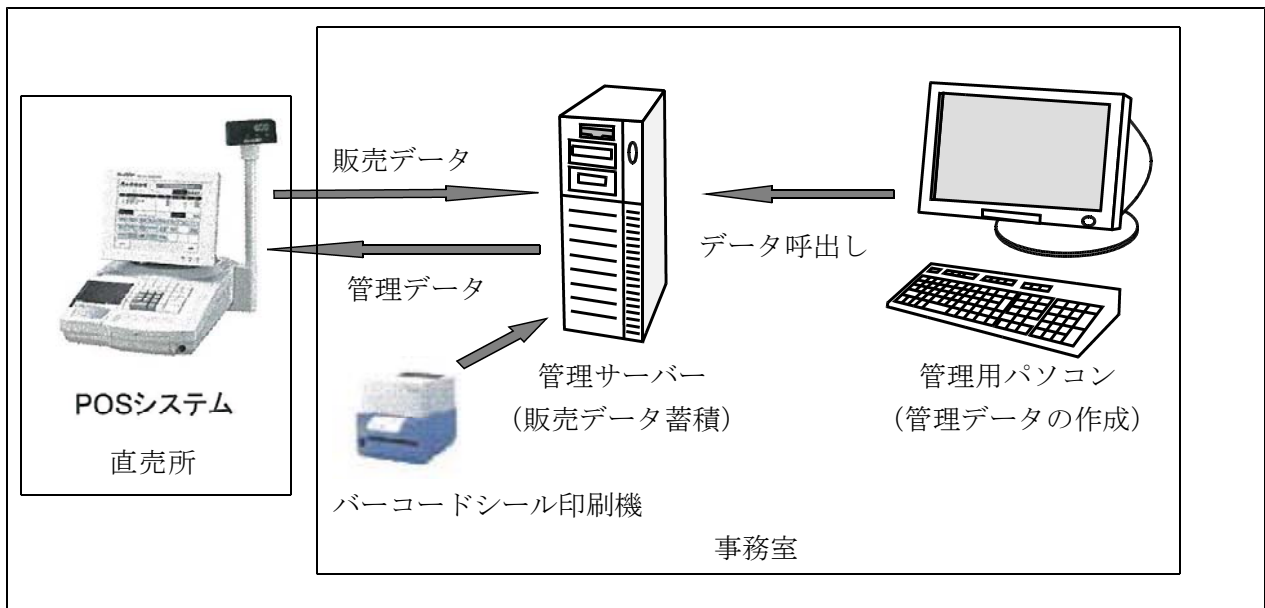 販売データ
管理データ
データ呼出し
POSシステム
直売所
管理サーバー
(販売データ蓄積)
管理用パソコン
(管理データの作成)
バーコードシール印刷機
事務室